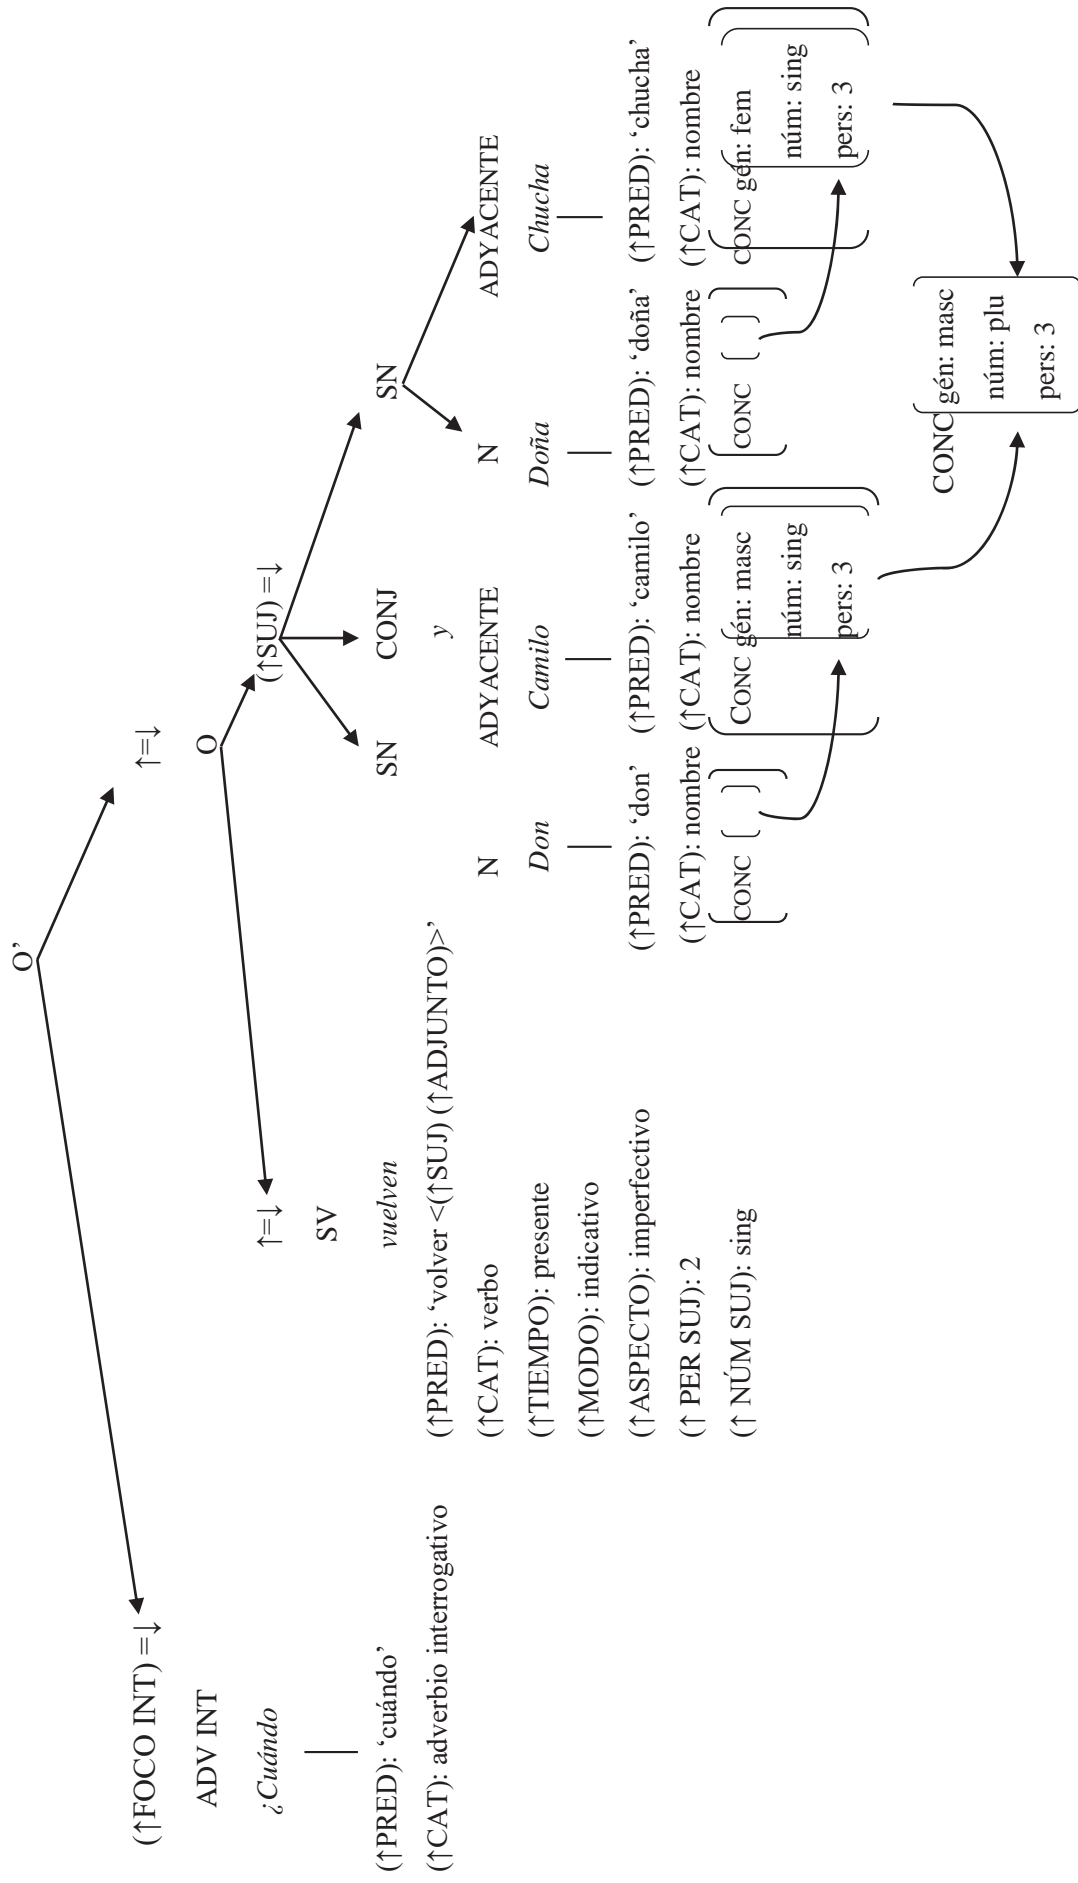 O’
(↑FOCO INT) =↓
↑=↓
ADV INT
O
¿Cuándo
↑=↓
(↑SUJ) =↓
SV
vuelven
SN
CONJ
SN
y
(↑PRED): ‘cuándo’
(↑CAT): adverbio interrogativo
(↑PRED): ‘volver <(↑SUJ) (↑ADJUNTO)>’
(↑CAT): verbo
(↑TIEMPO): presente
(↑MODO): indicativo
(↑ASPECTO): imperfectivo
(↑ PER SUJ): 2
(↑ NÚM SUJ): sing
N
ADYACENTE
N
ADYACENTE
Don
Camilo
Doña
Chucha
(↑PRED): ‘don’
(↑CAT): nombre
CONC
(↑PRED): ‘camilo’
(↑CAT): nombre
CONC gén: masc
núm: sing
pers: 3
(↑PRED): ‘doña’
(↑CAT): nombre
CONC
(↑PRED): ‘chucha’
(↑CAT): nombre
CONC gén: fem
núm: sing
pers: 3
CONC gén: masc
núm: plu
pers: 3